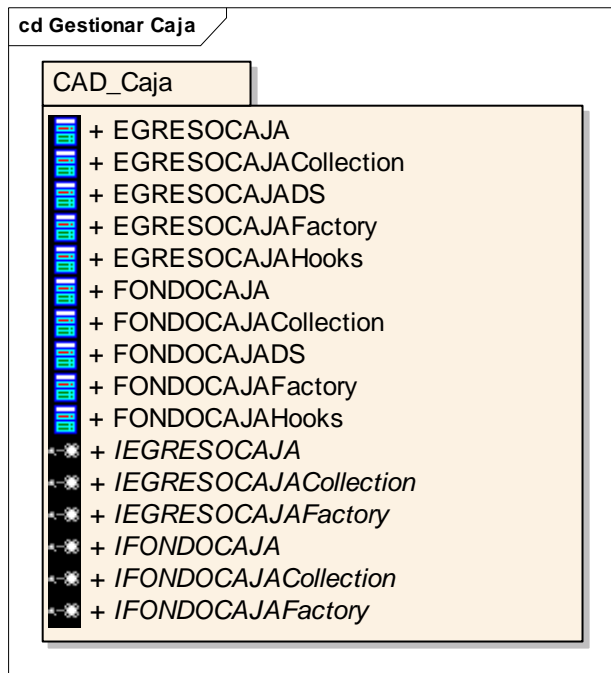 cd Gestionar Caja
CAD_Caja
+ EGRESOCAJA
+ EGRESOCAJACollection
+ EGRESOCAJADS
+ EGRESOCAJAFactory
+ EGRESOCAJAHooks
+ FONDOCAJA
+ FONDOCAJACollection
+ FONDOCAJADS
+ FONDOCAJAFactory
+ FONDOCAJAHooks
+ IEGRESOCAJA
+ IEGRESOCAJACollection
+ IEGRESOCAJAFactory
+ IFONDOCAJA
+ IFONDOCAJACollection
+ IFONDOCAJAFactory